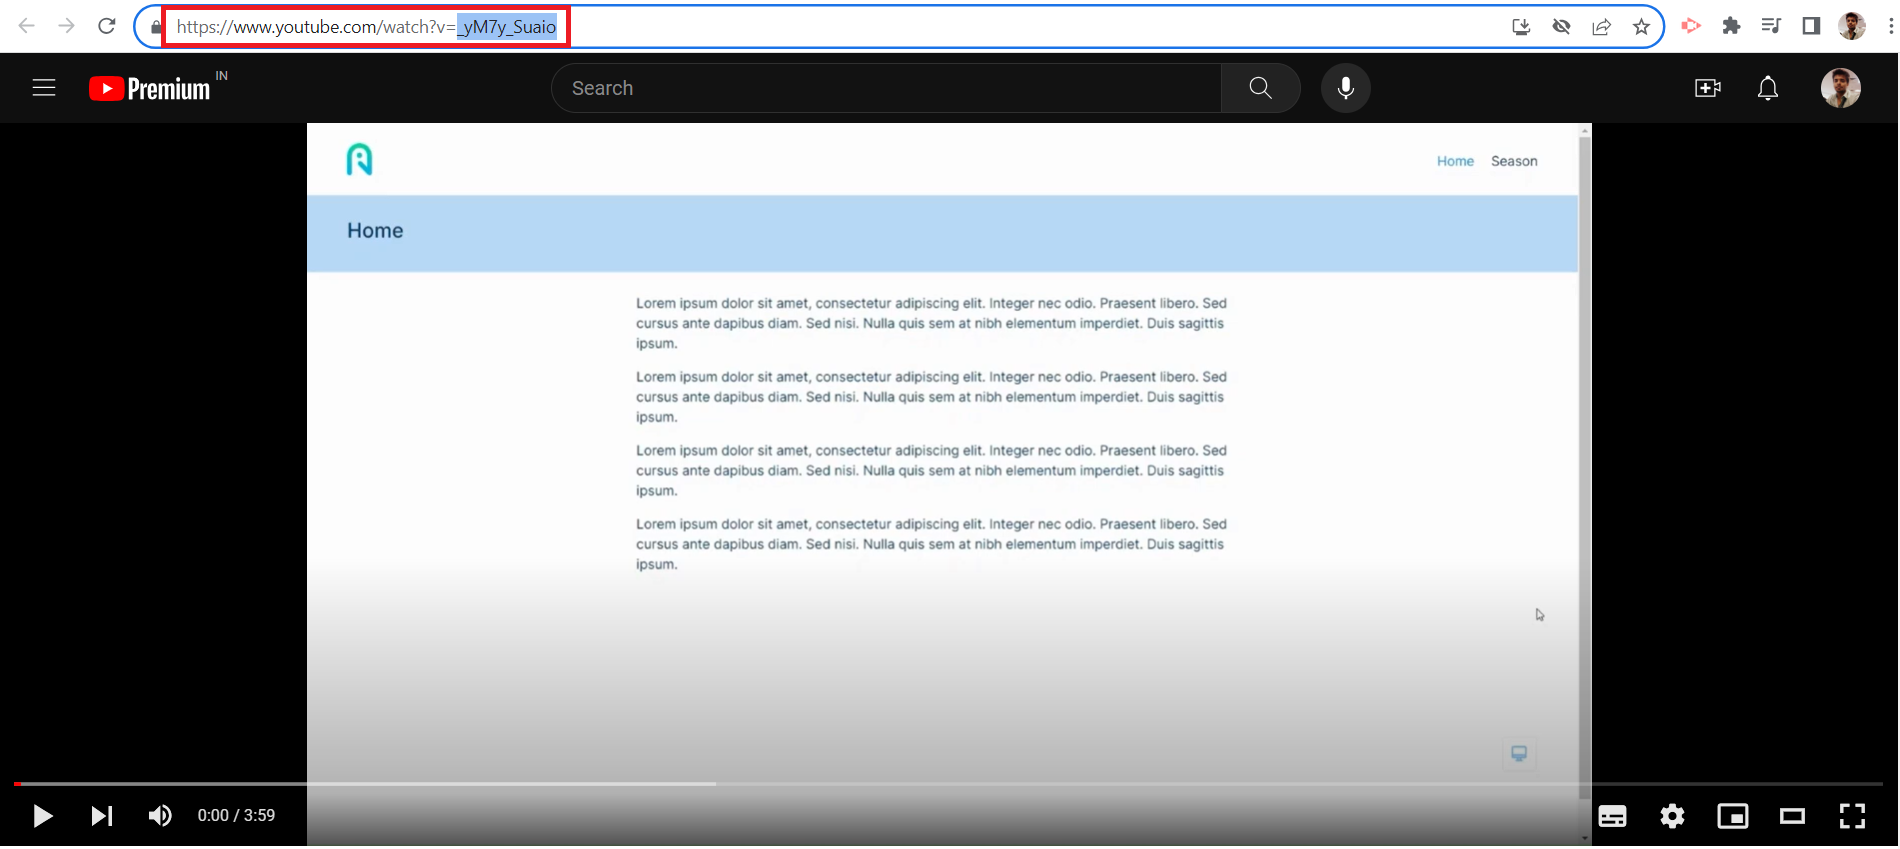 https://www.youtube.com/watch?v=_yM7y_Suaio
Premium IN
Search
Home Season
Home
Lorem ipsum dolor sit amet, consectetur adipiscing elit. Integer nec odio. Praesent libero. Sed
cursus ante dapibus diam. Sed nisi. Nulla quis sem at nibh elementum imperdiet. Duis sagittis
ipsum.
Lorem ipsum dolor sit amet, consectetur adipiscing elit. Integer nec odio. Praesent libero. Sed
cursus ante dapibus diam. Sed nisi. Nulla quis sem at nibh elementum imperdiet. Duis sagittis
ipsum.
Lorem ipsum dolor sit amet, consectetur adipiscing elit. Integer nec odio. Praesent libero. Sed
cursus ante dapibus diam. Sed nisi. Nulla quis sem at nibh elementum imperdiet. Duis sagittis
ipsum.
Lorem ipsum dolor sit amet, consectetur adipiscing elit. Integer nec odio. Praesent libero. Sed
cursus ante dapibus diam. Sed nisi. Nulla quis sem at nibh elementum imperdiet. Duis sagittis
ipsum.
0:00 / 3:59